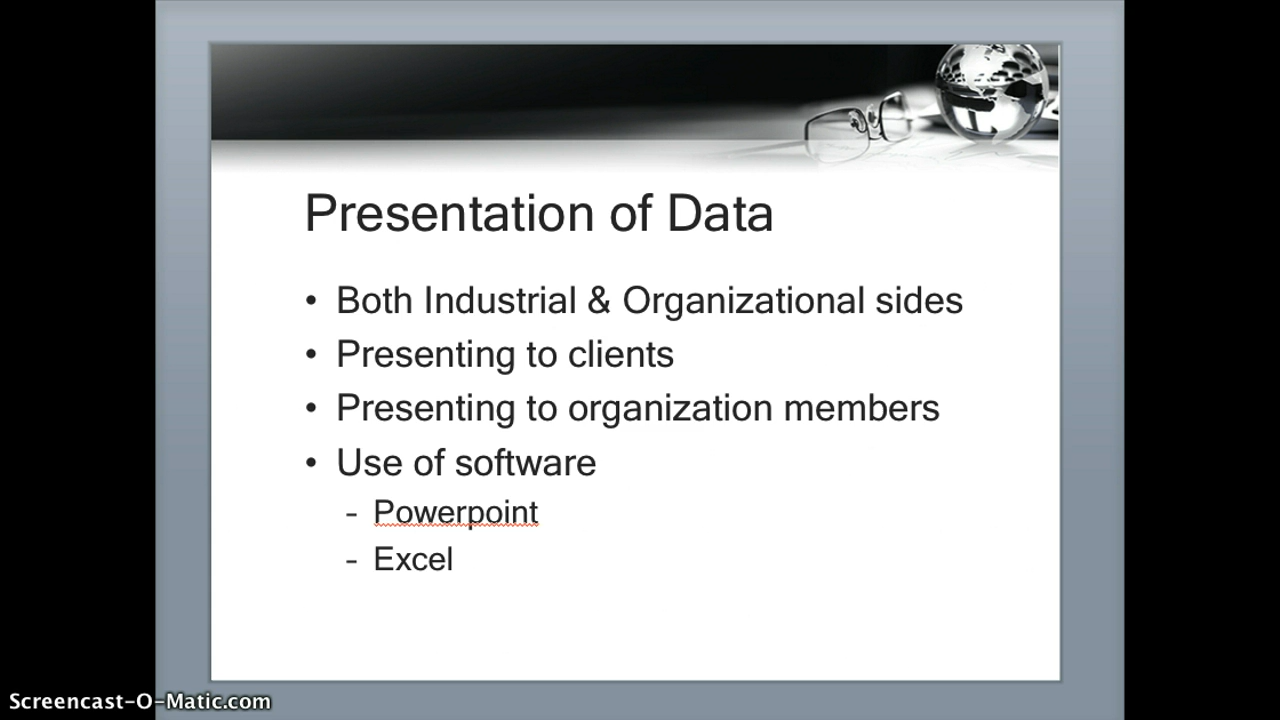 Presentation of Data
• Both Industrial & Organizational sides
• Presenting to clients
• Presenting to organization members
• Use of software
– Powerpoint
– Excel
Screencast-O-Matic.com